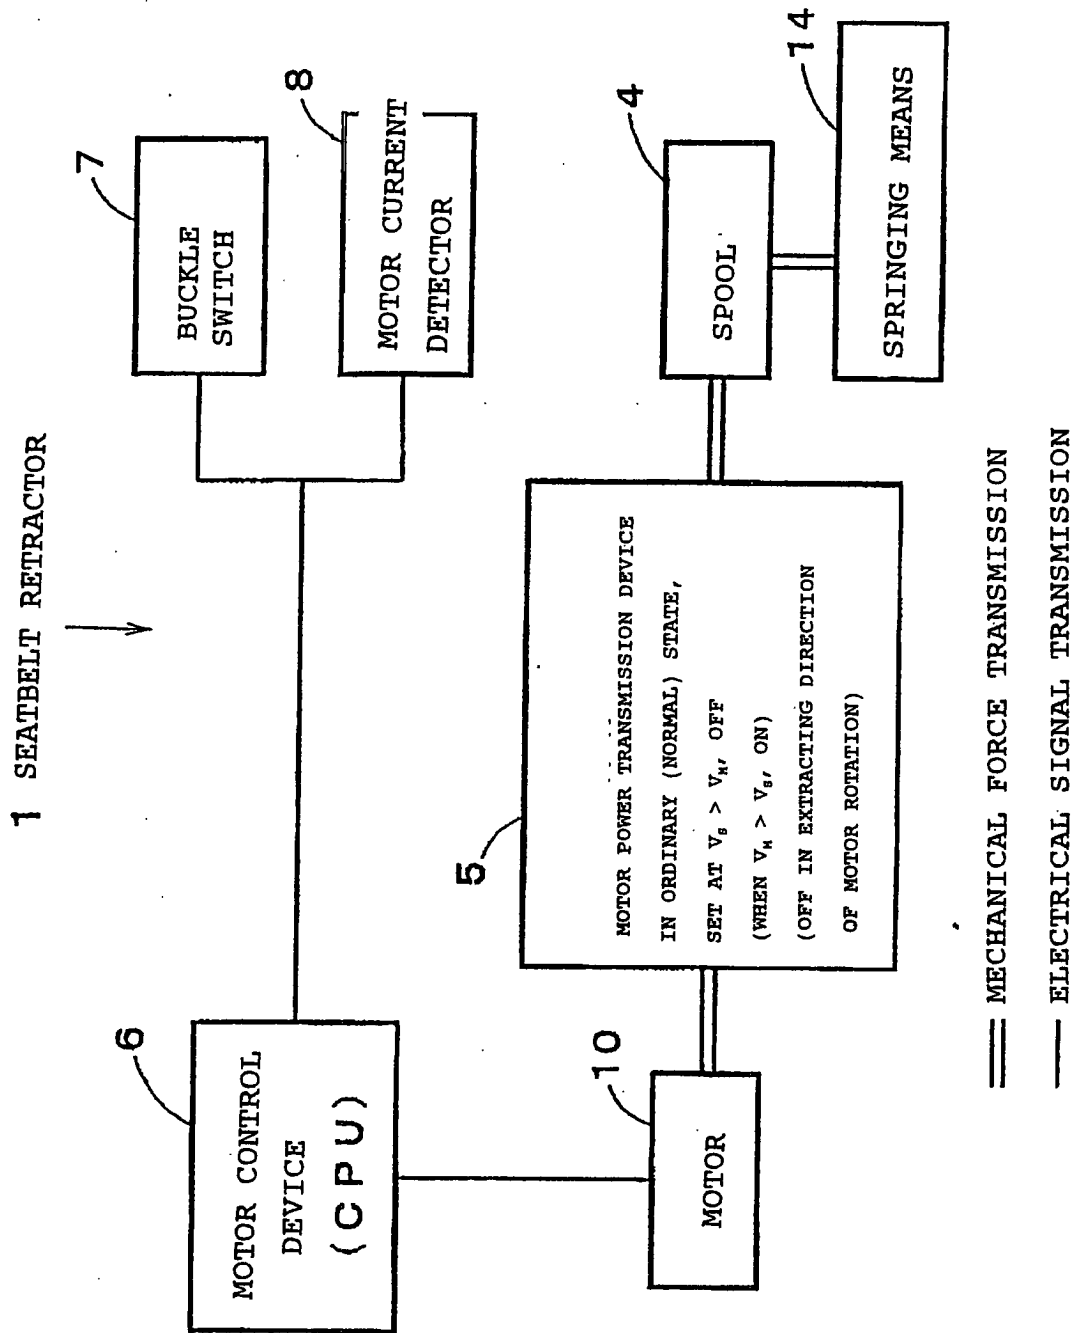 1 SEATBELT RETRACTOR
6
MOTOR CONTROL
DEVICE
(CPU)
7
BUCKLE
SWITCH
8
MOTOR CURRENT
DETECTOR
10
MOTOR
5
MOTOR POWER TRANSMISSION DEVICE
IN ORDINARY (NORMAL) STATE,
SET AT V_S > V_M, OFF
(WHEN V_M > V_S, ON)
(OFF IN EXTRACTING DIRECTION
OF MOTOR ROTATION)
4
SPOOL
14
SPRINGING MEANS
MECHANICAL FORCE TRANSMISSION
ELECTRICAL SIGNAL TRANSMISSION